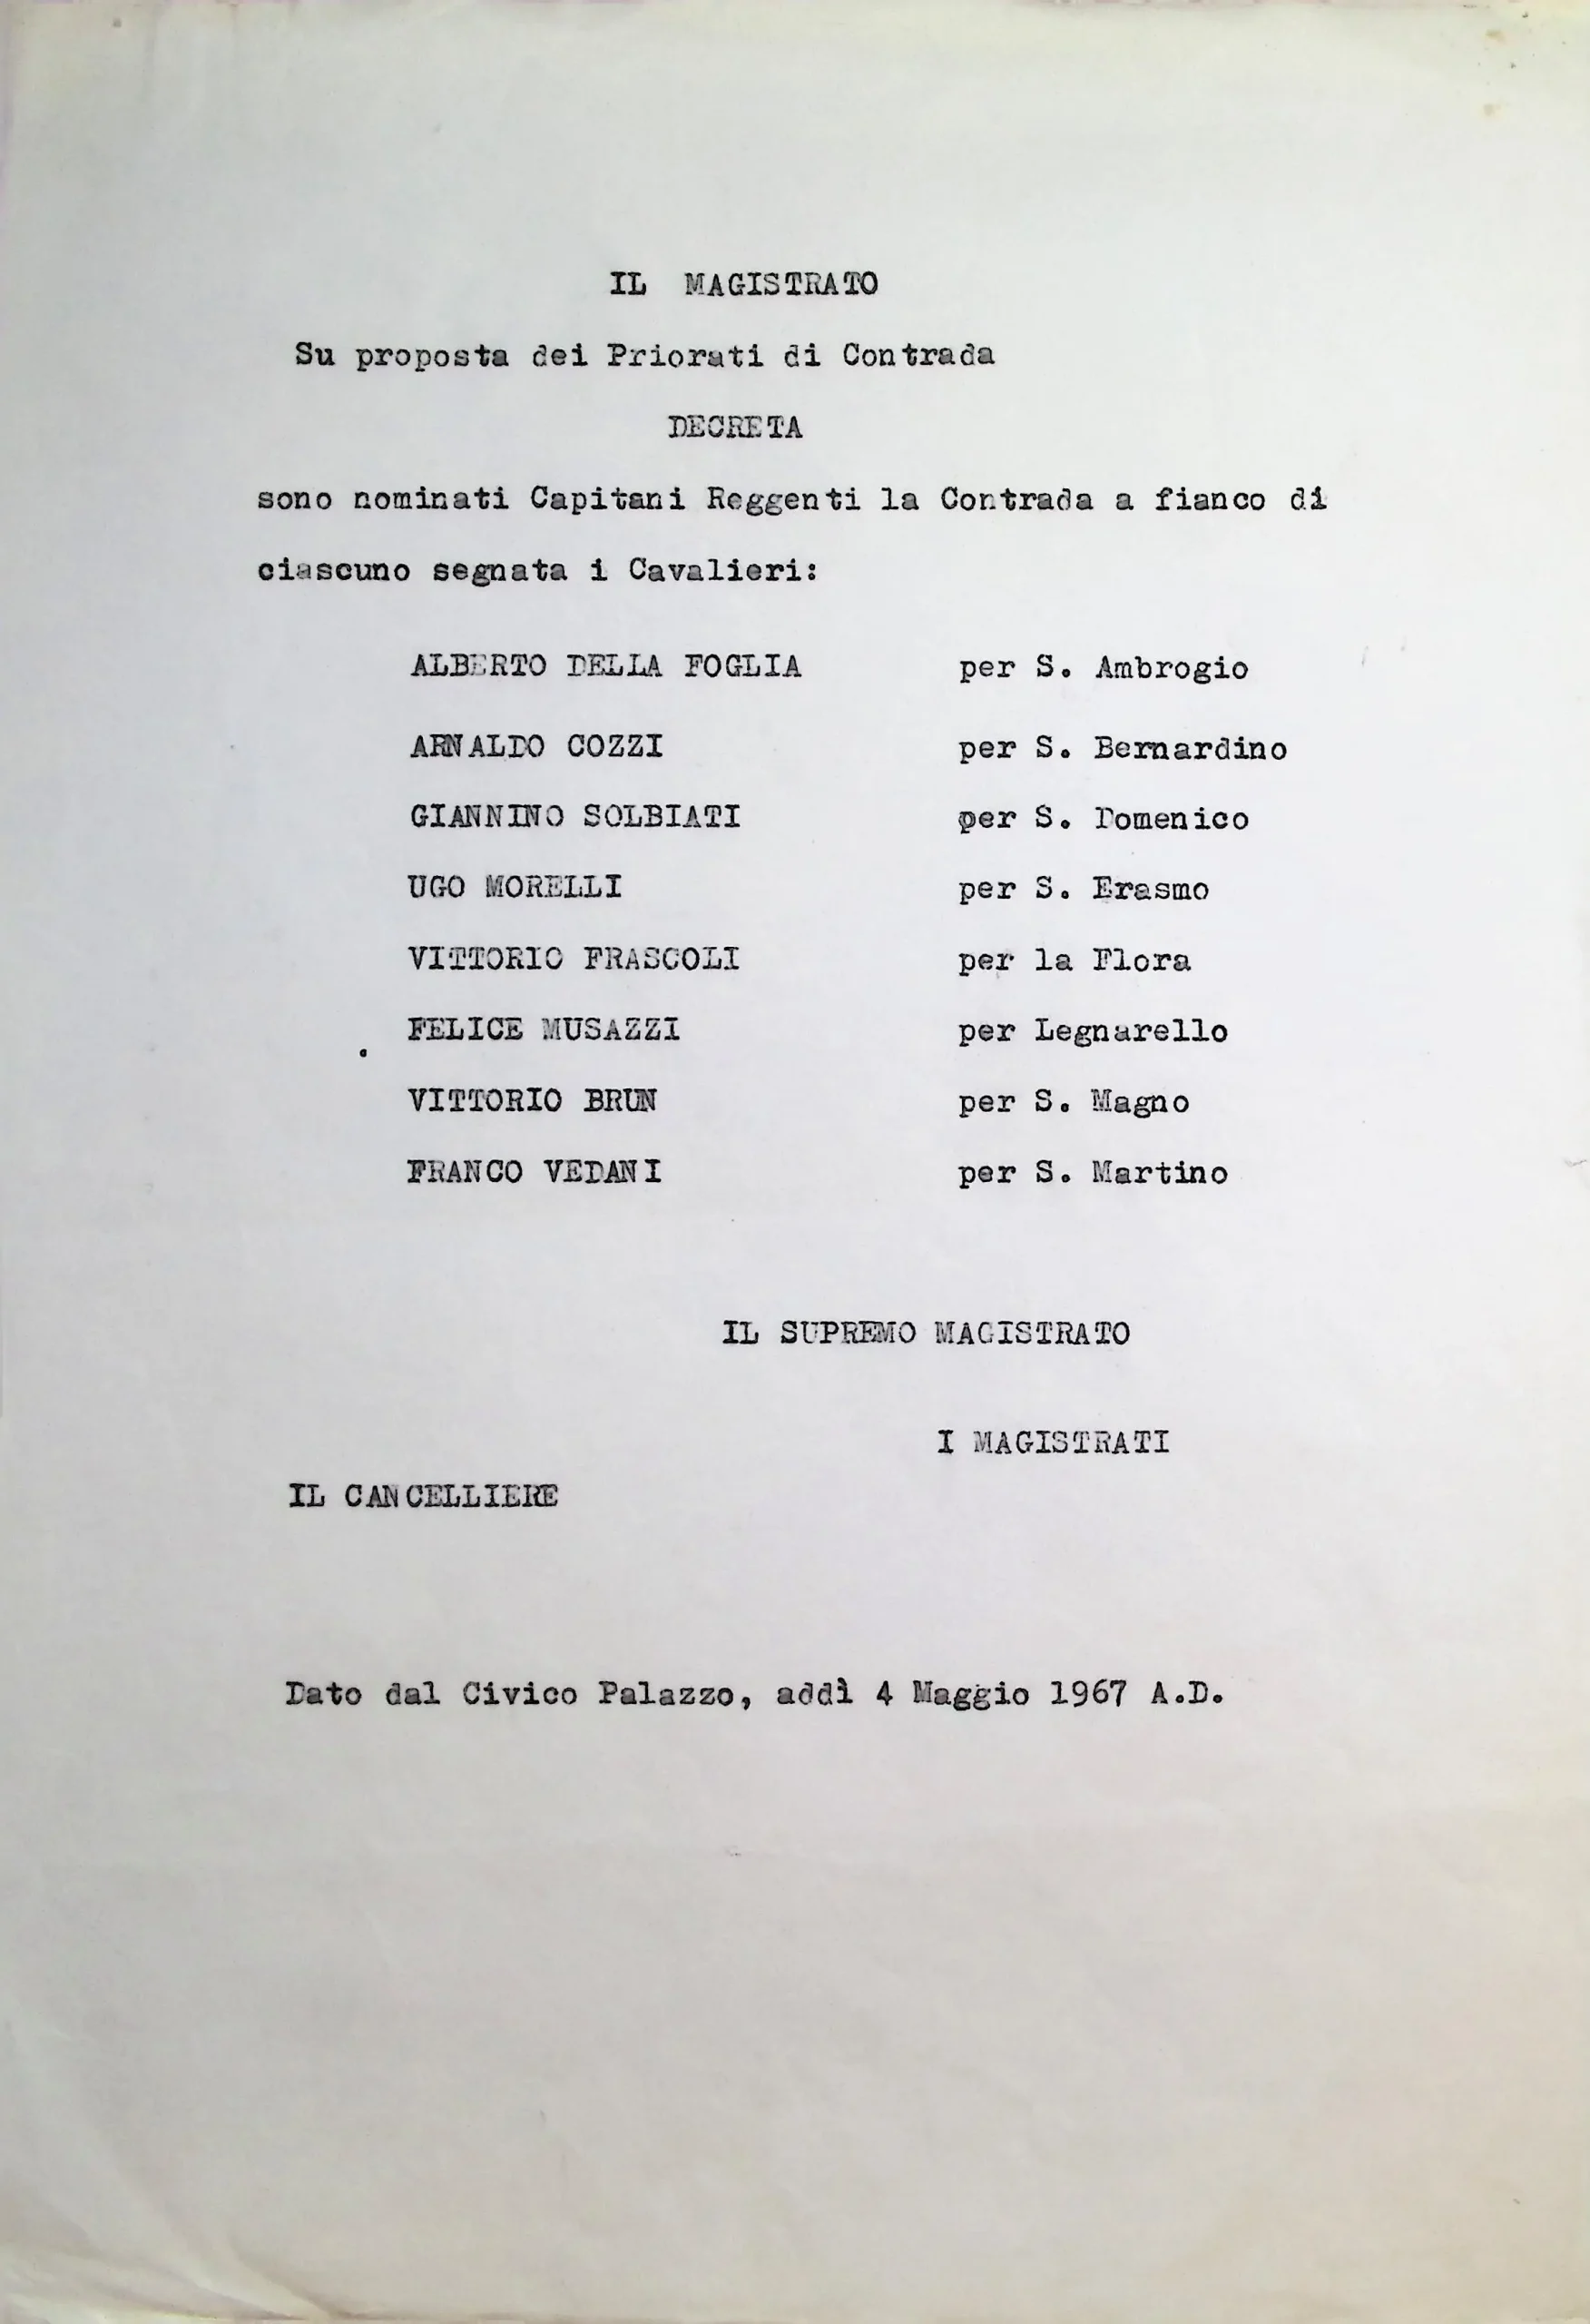 IL MAGISTRATO
Su proposta dei Priorati di Contrada
DECRETA
sono nominati Capitani Reggenti la Contrada a fianco di
ciascuno segnata i Cavalieri:
ALBERTO DELLA FOGLIA per S. Ambrogio
ARNALDO COZZI per S. Bernardino
GIANNINO SOLBIATI per S. Domenico
UGO MORELLI per S. Erasmo
VITTORIO FRASCOLI per la Flora
FELICE MUSAZZI per Legnarello
VITTORIO BRUN per S. Magno
FRANCO VEDANI per S. Martino
IL SUPREMO MAGISTRATO
I MAGISTRATI
IL CANCELLIERE
Dato dal Civico Palazzo, addì 4 Maggio 1967 A.D.